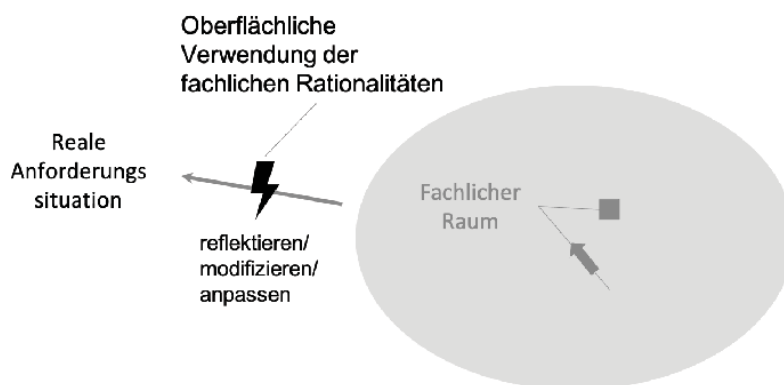 Oberflächliche
Verwendung der
fachlichen Rationalitäten
Reale
Anforderungs
situation
Fachlicher
Raum
reflektieren/
modifizieren/
anpassen